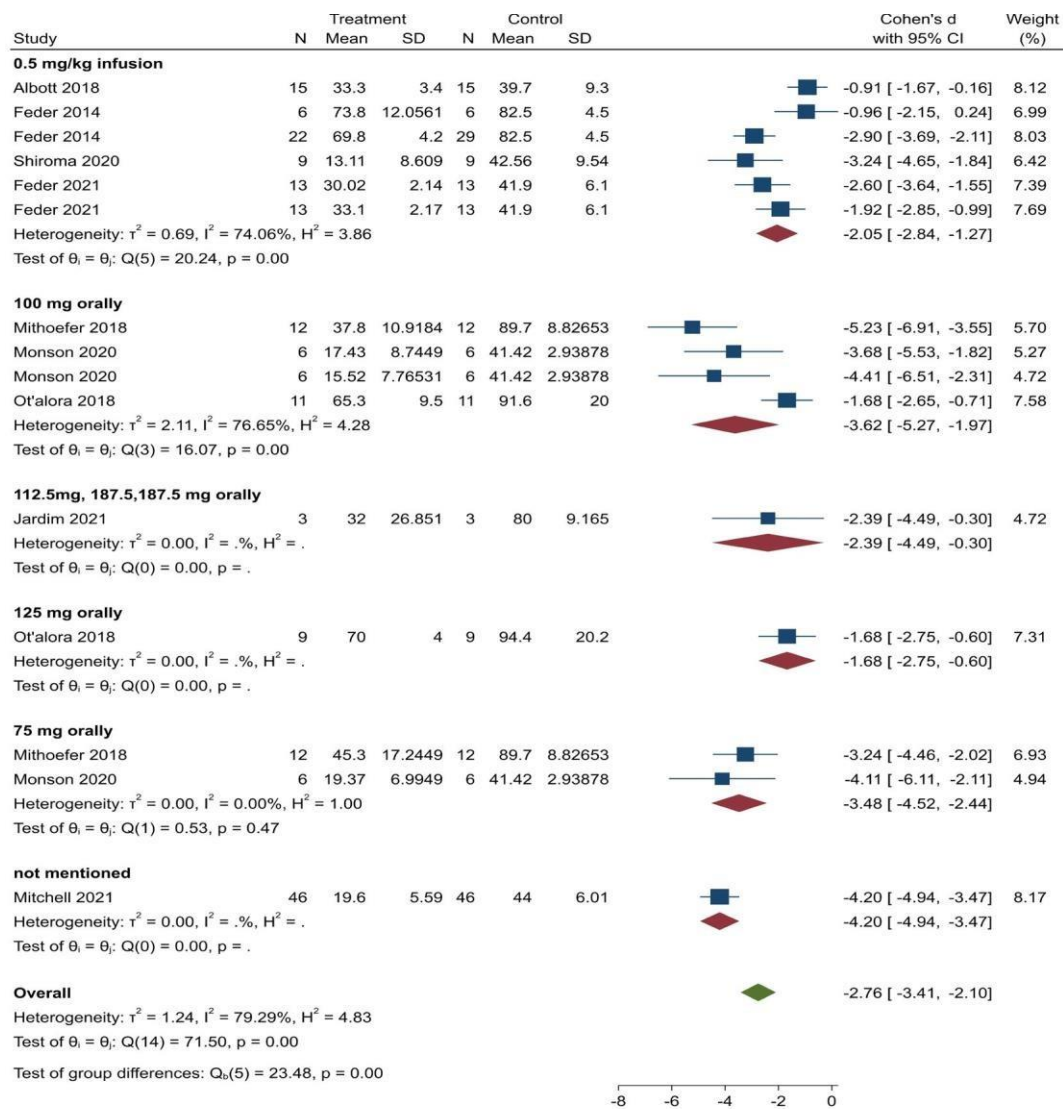 Treatment Control Cohen's d Weight
Study N Mean SD N Mean SD with 95% CI (%)
0.5 mg/kg infusion
Albott 2018 15 33.3 3.4 15 39.7 9.3 -0.91 [ -1.67, -0.16] 8.12
Feder 2014 6 73.8 12.0561 6 82.5 4.5 -0.96 [ -2.15, 0.24] 6.99
Feder 2014 22 69.8 4.2 29 82.5 4.5 -2.90 [ -3.69, -2.11] 8.03
Shiroma 2020 9 13.11 8.609 9 42.56 9.54 -3.24 [ -4.65, -1.84] 6.42
Feder 2021 13 30.02 2.14 13 41.9 6.1 -2.60 [ -3.64, -1.55] 7.39
Feder 2021 13 33.1 2.17 13 41.9 6.1 -1.92 [ -2.85, -0.99] 7.69
Heterogeneity: τ² = 0.69, I² = 74.06%, H² = 3.86 -2.05 [ -2.84, -1.27]
Test of θᵢ = θⱼ: Q(5) = 20.24, p = 0.00
100 mg orally
Mithoefer 2018 12 37.8 10.9184 12 89.7 8.82653 -5.23 [ -6.91, -3.55] 5.70
Monson 2020 6 17.43 8.7449 6 41.42 2.93878 -3.68 [ -5.53, -1.82] 5.27
Monson 2020 6 15.52 7.76531 6 41.42 2.93878 -4.41 [ -6.51, -2.31] 4.72
Ot'alora 2018 11 65.3 9.5 11 91.6 20 -1.68 [ -2.65, -0.71] 7.58
Heterogeneity: τ² = 2.11, I² = 76.65%, H² = 4.28 -3.62 [ -5.27, -1.97]
Test of θᵢ = θⱼ: Q(3) = 16.07, p = 0.00
112.5mg, 187.5,187.5 mg orally
Jardim 2021 3 32 26.851 3 80 9.165 -2.39 [ -4.49, -0.30] 4.72
Heterogeneity: τ² = 0.00, I² = .%, H² = . -2.39 [ -4.49, -0.30]
Test of θᵢ = θⱼ: Q(0) = 0.00, p = .
125 mg orally
Ot'alora 2018 9 70 4 9 94.4 20.2 -1.68 [ -2.75, -0.60] 7.31
Heterogeneity: τ² = 0.00, I² = .%, H² = . -1.68 [ -2.75, -0.60]
Test of θᵢ = θⱼ: Q(0) = 0.00, p = .
75 mg orally
Mithoefer 2018 12 45.3 17.2449 12 89.7 8.82653 -3.24 [ -4.46, -2.02] 6.93
Monson 2020 6 19.37 6.9949 6 41.42 2.93878 -4.11 [ -6.11, -2.11] 4.94
Heterogeneity: τ² = 0.00, I² = 0.00%, H² = 1.00 -3.48 [ -4.52, -2.44]
Test of θᵢ = θⱼ: Q(1) = 0.53, p = 0.47
not mentioned
Mitchell 2021 46 19.6 5.59 46 44 6.01 -4.20 [ -4.94, -3.47] 8.17
Heterogeneity: τ² = 0.00, I² = .%, H² = . -4.20 [ -4.94, -3.47]
Test of θᵢ = θⱼ: Q(0) = 0.00, p = .
Overall -2.76 [ -3.41, -2.10]
Heterogeneity: τ² = 1.24, I² = 79.29%, H² = 4.83
Test of θᵢ = θⱼ: Q(14) = 71.50, p = 0.00
Test of group differences: Q_b(5) = 23.48, p = 0.00
-8 -6 -4 -2 0